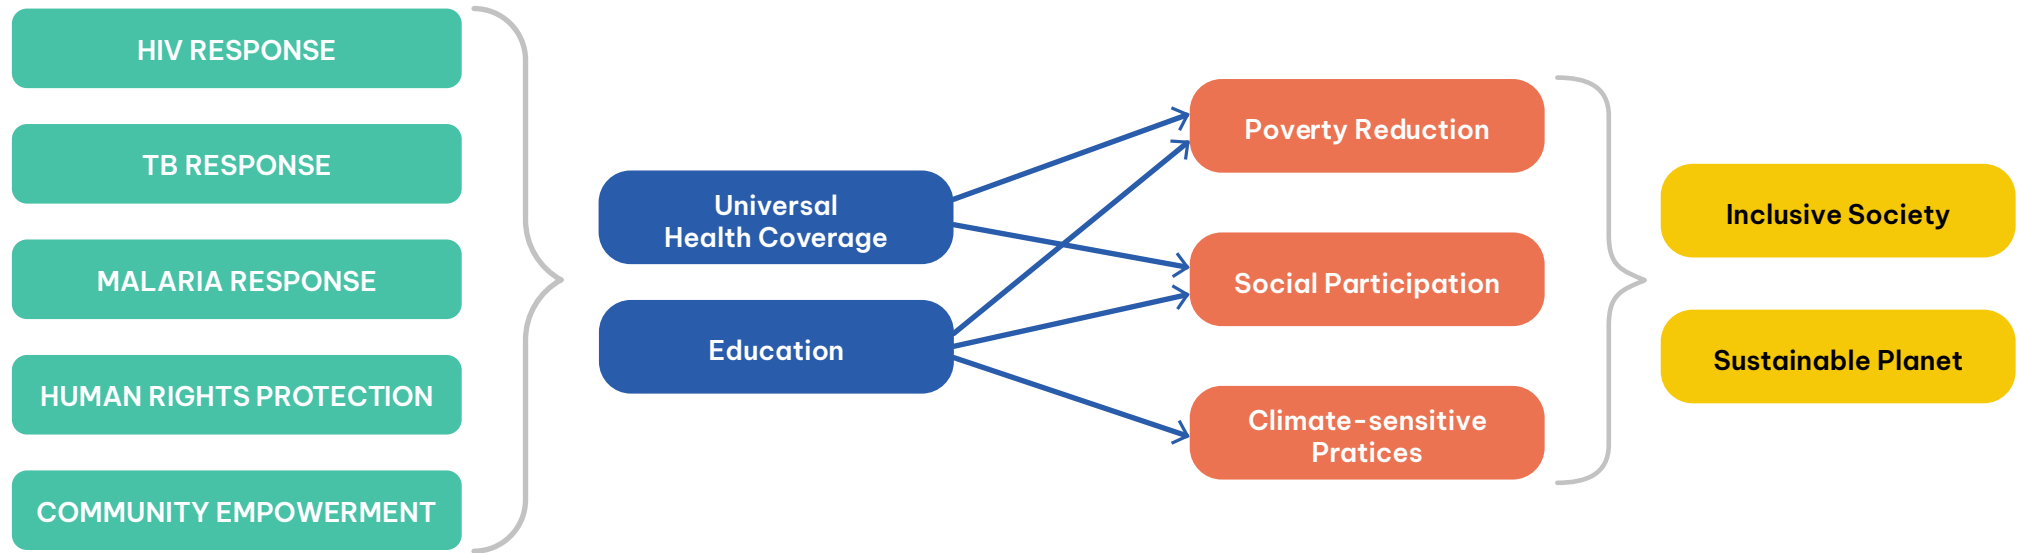 HIV RESPONSE
TB RESPONSE
MALARIA RESPONSE
HUMAN RIGHTS PROTECTION
COMMUNITY EMPOWERMENT
Universal
Health Coverage
Education
Poverty Reduction
Social Participation
Climate-sensitive
Pratices
Inclusive Society
Sustainable Planet